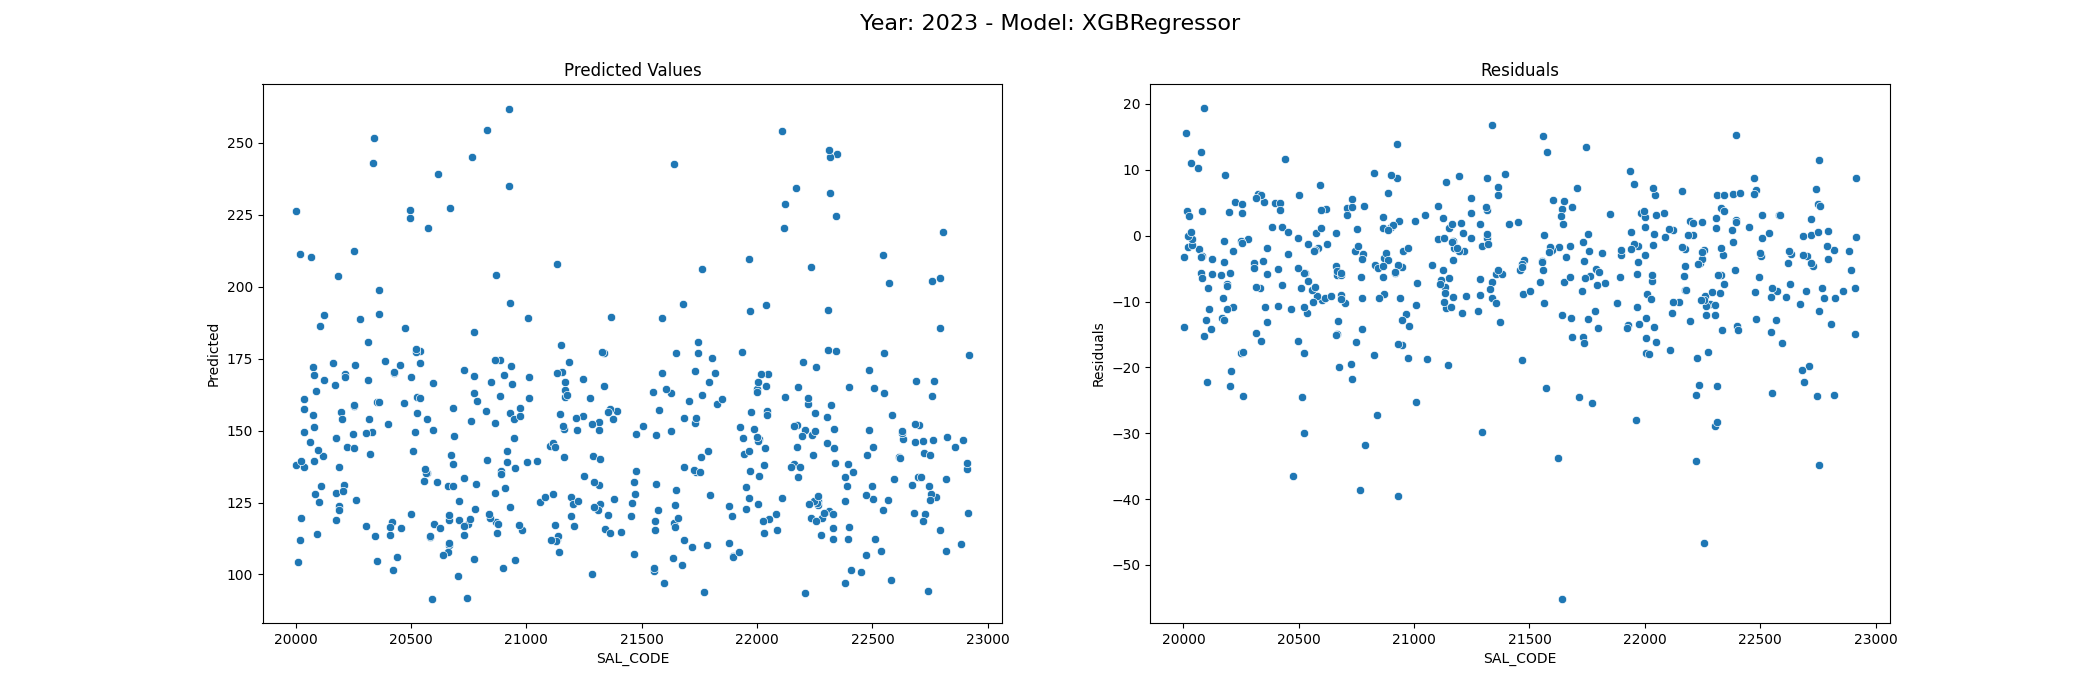 Year: 2023 - Model: XGBRegressor
Predicted Values
Predicted
250
225
200
175
150
125
100
20000 20500 21000 21500 22000 22500 23000
SAL_CODE
Residuals
Residuals
20
10
0
−10
−20
−30
−40
−50
20000 20500 21000 21500 22000 22500 23000
SAL_CODE